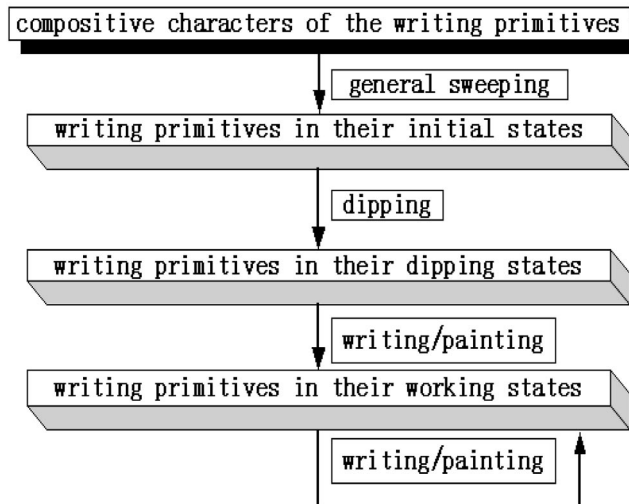 compositive characters of the writing primitives
general sweeping
writing primitives in their initial states
dipping
writing primitives in their dipping states
writing/painting
writing primitives in their working states
writing/painting